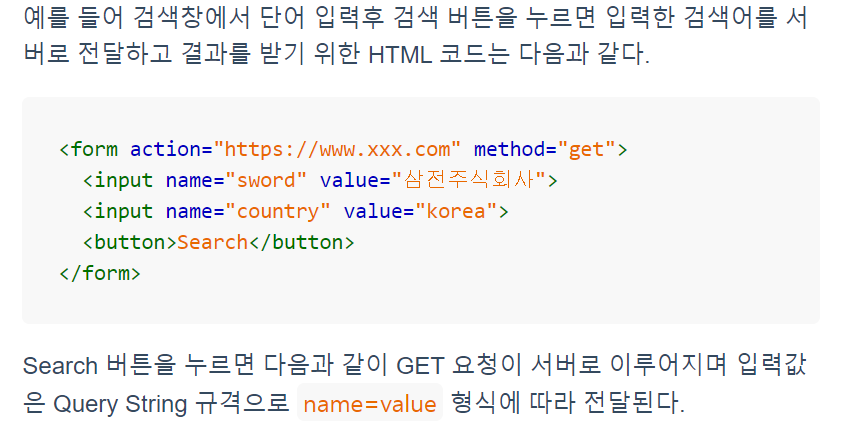 예를 들어 검색창에서 단어 입력후 검색 버튼을 누르면 입력한 검색어를 서
버로 전달하고 결과를 받기 위한 HTML 코드는 다음과 같다.
<form action="https://www.xxx.com" method="get">
  <input name="sword" value="삼전주식회사">
  <input name="country" value="korea">
  <button>Search</button>
</form>
Search 버튼을 누르면 다음과 같이 GET 요청이 서버로 이루어지며 입력값
은 Query String 규격으로 name=value 형식에 따라 전달된다.